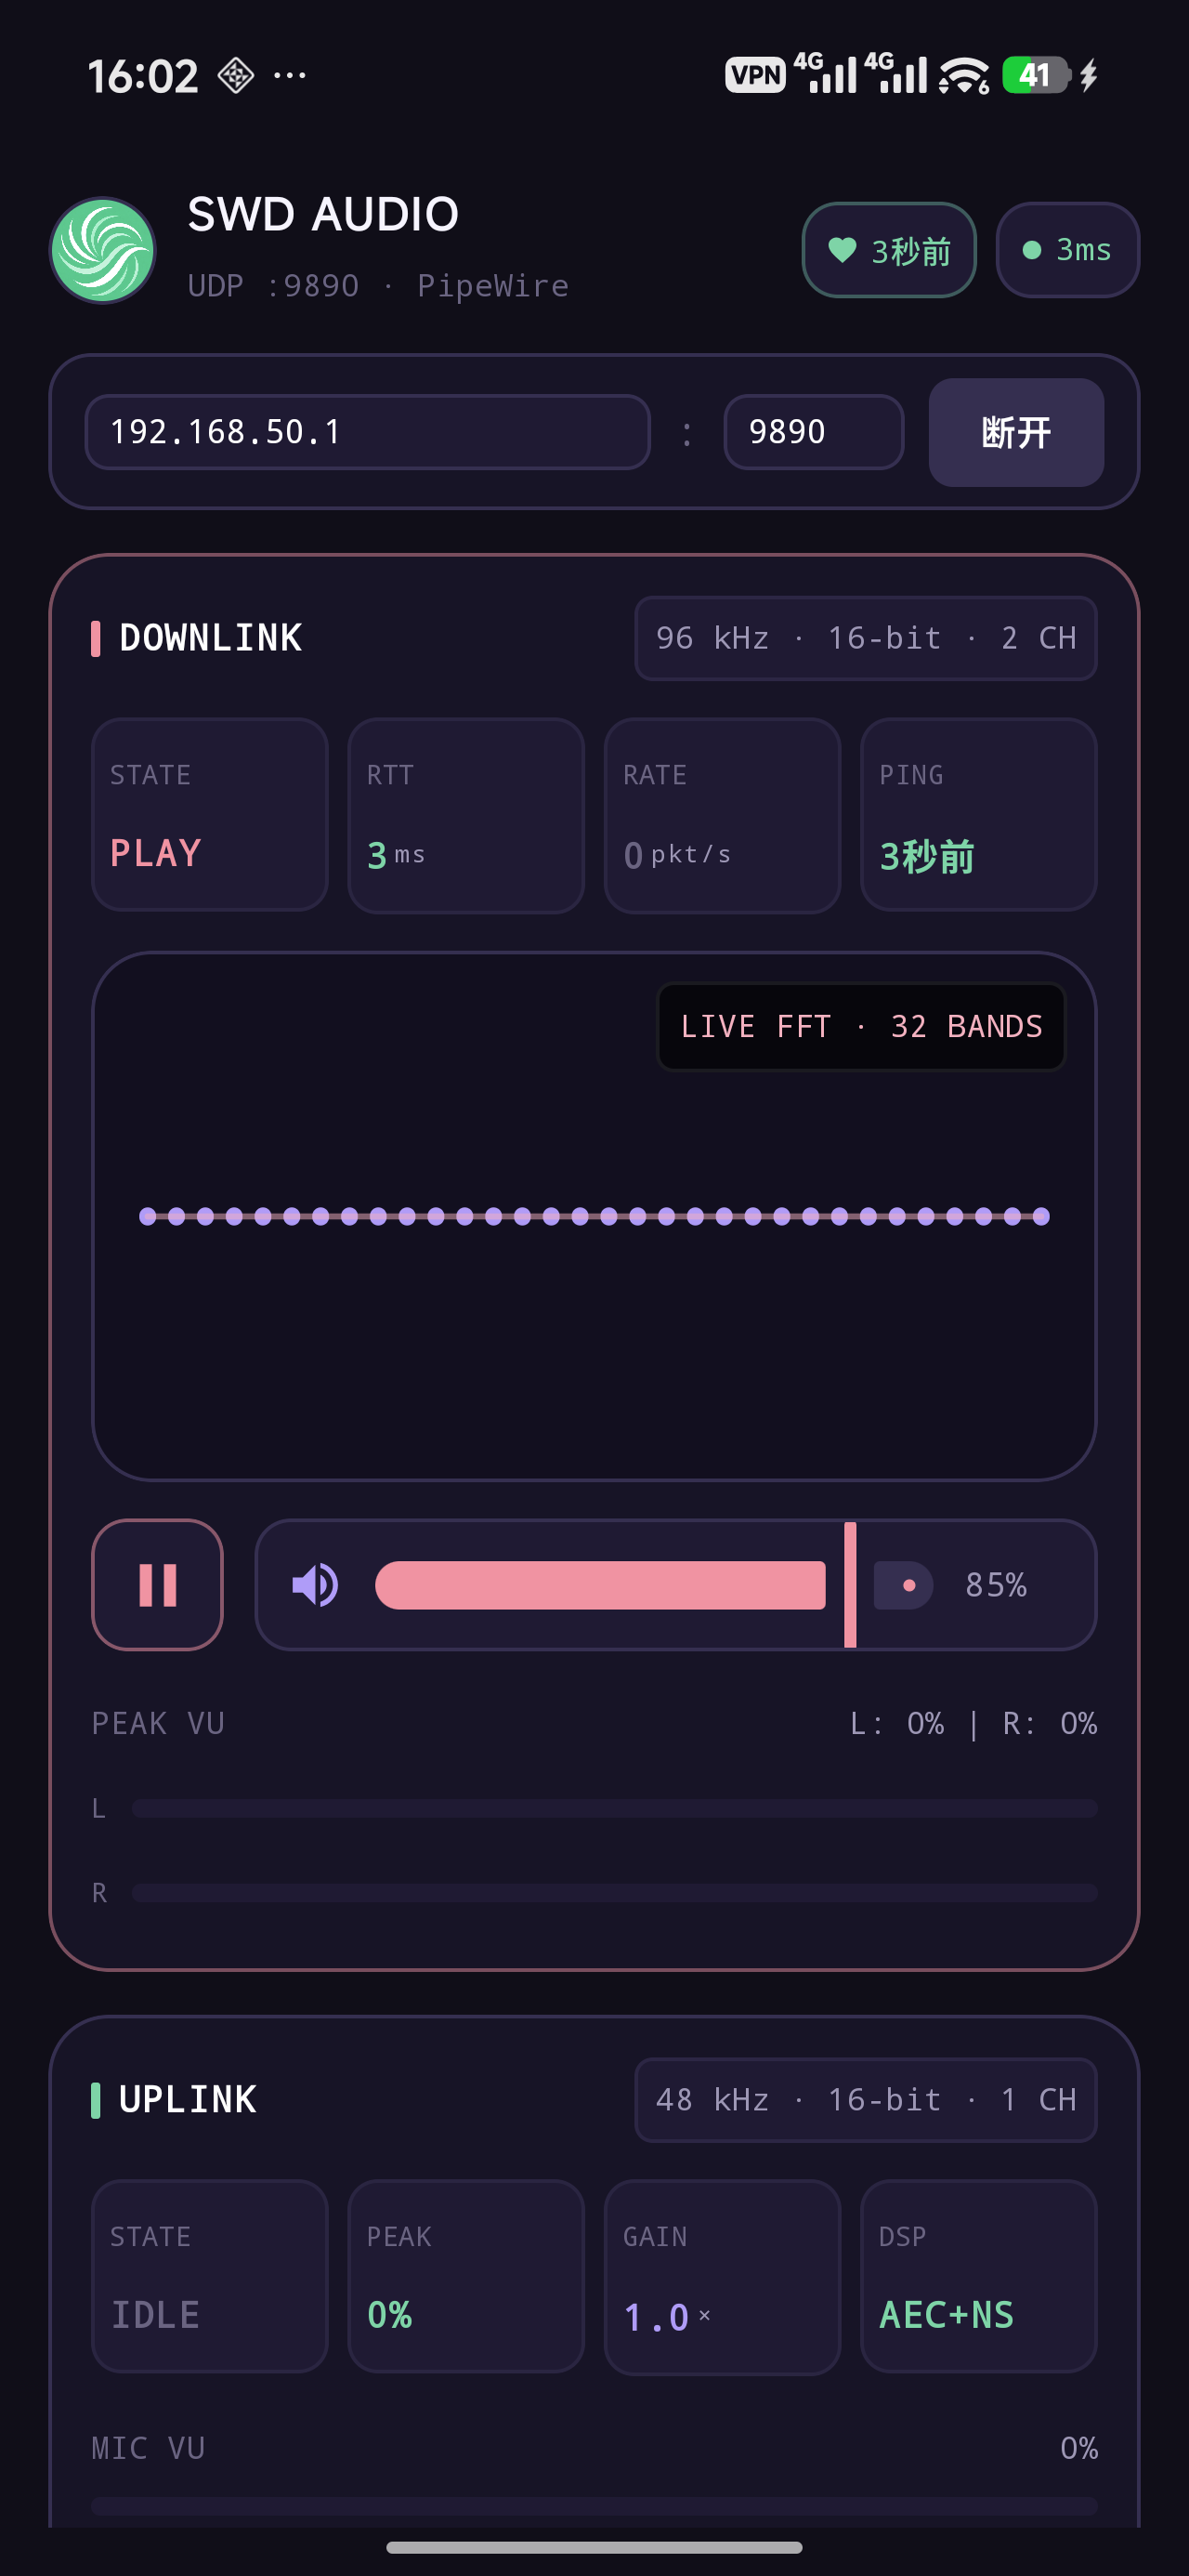 16:02 ... VPN 4G 4G 6 41
SWD AUDIO
UDP :9890 · PipeWire
3秒前
3ms
192.168.50.1 : 9890 断开
DOWNLINK
96 kHz · 16-bit · 2 CH
STATE RTT RATE PING
PLAY 3 ms 0 pkt/s 3秒前
LIVE FFT · 32 BANDS
85%
PEAK VU L: 0% | R: 0%
L
R
UPLINK
48 kHz · 16-bit · 1 CH
STATE PEAK GAIN DSP
IDLE 0% 1.0 × AEC+NS
MIC VU 0%